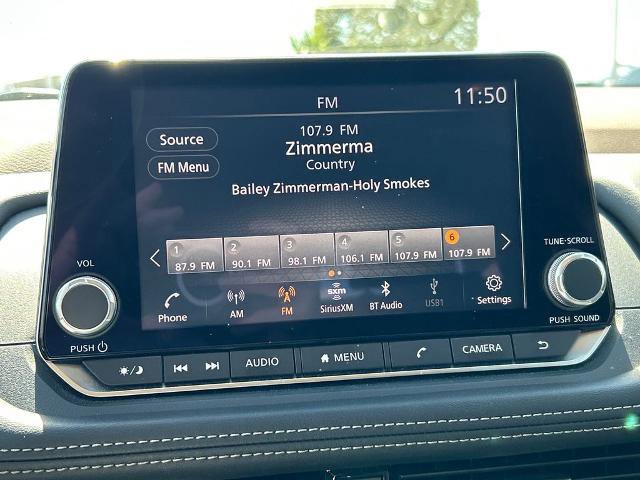 FM
11:50
Source
FM Menu
107.9 FM
Zimmerma
Country
Bailey Zimmerman-Holy Smokes
1 2 3 4 5 6
87.9 FM 90.1 FM 98.1 FM 106.1 FM 107.9 FM 107.9 FM
Phone AM FM SiriusXM BT Audio USB1 Settings
sxm
VOL
PUSH
TUNE·SCROLL
PUSH SOUND
AUDIO MENU CAMERA